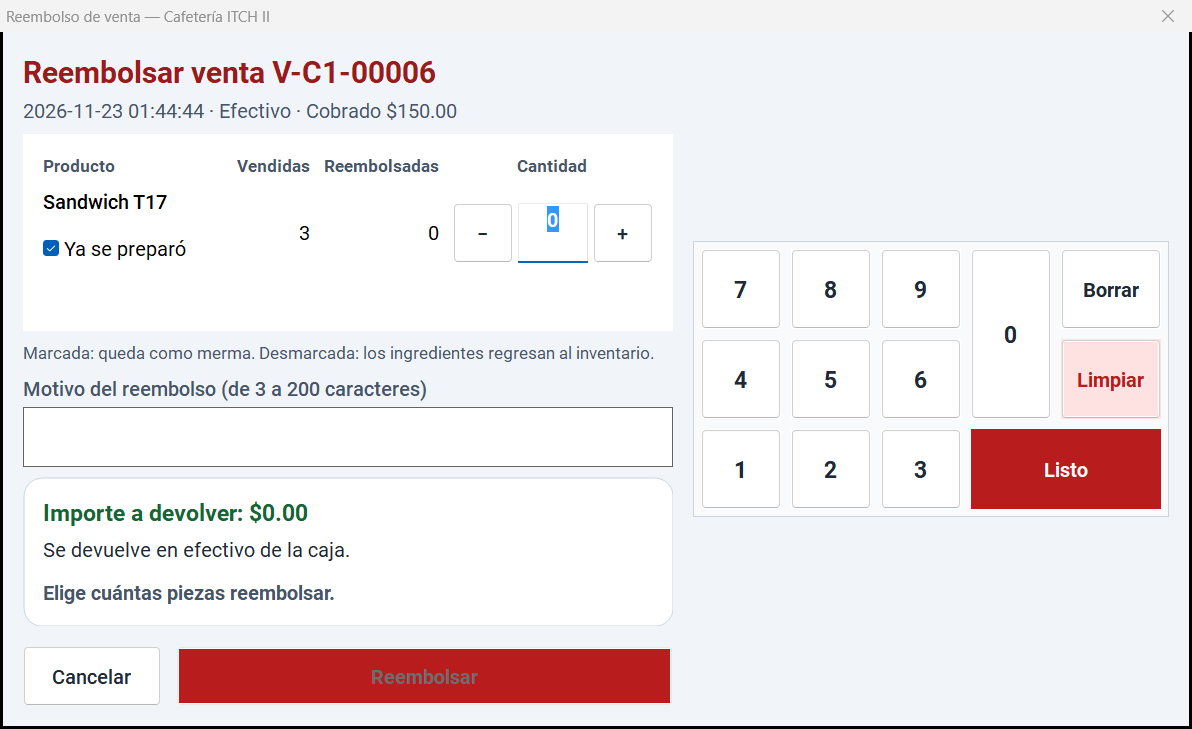 Reembolso de venta — Cafetería ITCH II
Reembolsar venta V-C1-00006
2026-11-23 01:44:44 · Efectivo · Cobrado $150.00
Producto Vendidas Reembolsadas Cantidad
Sandwich T17
Ya se preparó 3 0 − 0 +
Marcada: queda como merma. Desmarcada: los ingredientes regresan al inventario.
Motivo del reembolso (de 3 a 200 caracteres)
Importe a devolver: $0.00
Se devuelve en efectivo de la caja.
Elige cuántas piezas reembolsar.
Cancelar Reembolsar
7 8 9 0 Borrar
4 5 6 Limpiar
1 2 3 Listo